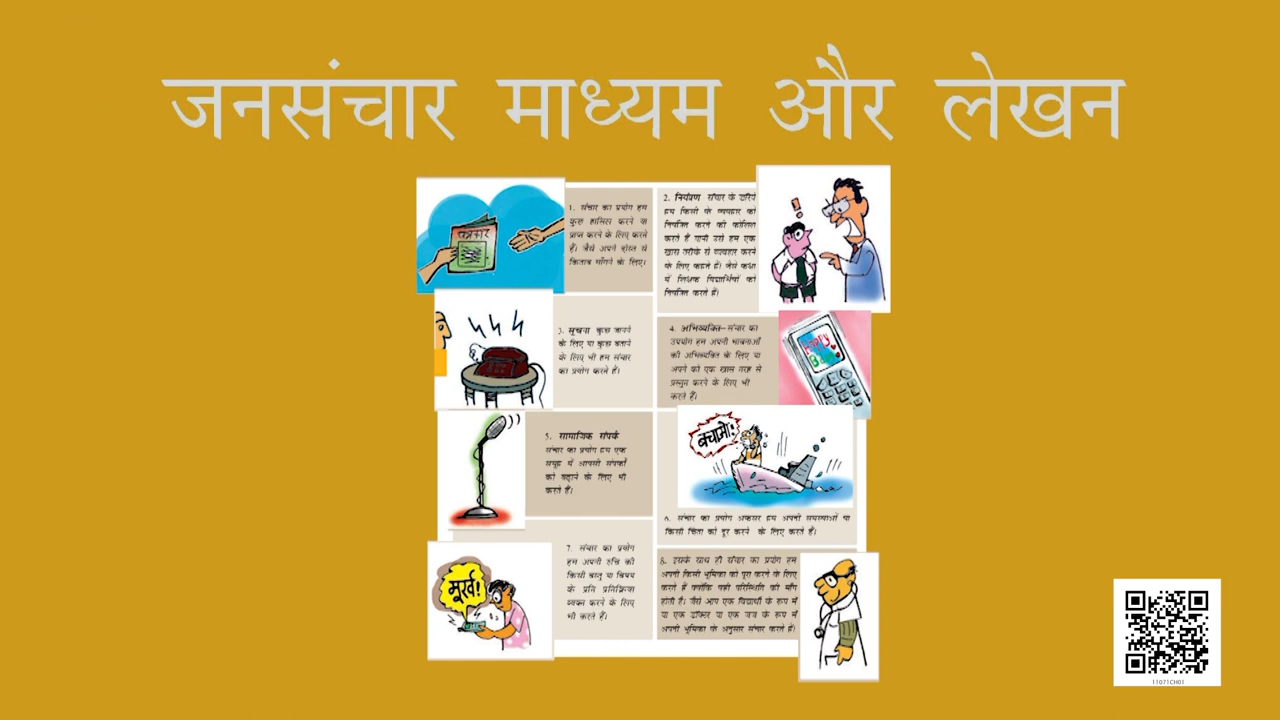 जनसंचार माध्यम और लेखन
पत्रकार
1. संचार का प्रयोग हम
कुछ हासिल करने या
प्राप्त करने के लिए करते
हैं। जैसे अपने दोस्त से
किताब माँगने के लिए।
2. नियंत्रण संचार के ज़रिये
हम किसी के व्यवहार को
नियंत्रित करने की कोशिश
करते हैं यानी उसे हम एक
खास तरीके से व्यवहार करने
के लिए कहते हैं। जैसे कक्षा
में शिक्षक विद्यार्थियों को
नियंत्रित करते हैं।
3. सूचना कुछ जानने
के लिए या कुछ बताने
के लिए भी हम संचार
का प्रयोग करते हैं।
4. अभिव्यक्ति–संचार का
उपयोग हम अपनी भावनाओं
की अभिव्यक्ति के लिए या
अपने को एक खास तरह से
प्रस्तुत करने के लिए भी
करते हैं।
5. सामाजिक संपर्क
संचार का प्रयोग हम एक
समूह में आपसी संपर्कों
को बढ़ाने के लिए भी
करते हैं।
बचाओ!
6. संचार का प्रयोग अकसर हम अपनी समस्याओं या
किसी चिंता को दूर करने के लिए करते हैं।
मूर्ख!
7. संचार का प्रयोग
हम अपनी रुचि की
किसी वस्तु या विषय
के प्रति प्रतिक्रिया
व्यक्त करने के लिए
भी करते हैं।
8. इसके साथ ही संचार का प्रयोग हम
अपनी किसी भूमिका को पूरा करने के लिए
करते हैं क्योंकि वही परिस्थिति की माँग
होती है। जैसे आप एक विद्यार्थी के रूप में
या एक डॉक्टर या एक जज के रूप में
अपनी भूमिका के अनुसार संचार करते हैं।
11071CH01